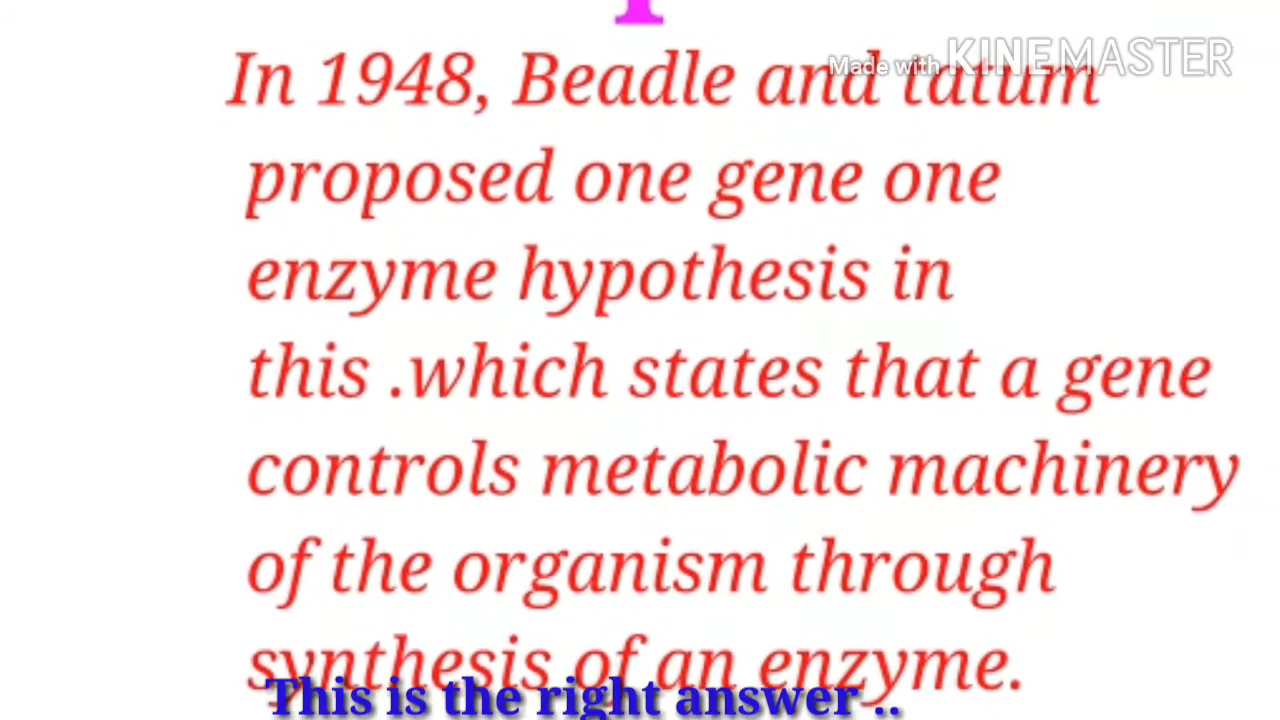 Made with KINEMASTER
In 1948, Beadle and tatum
proposed one gene one
enzyme hypothesis in
this .which states that a gene
controls metabolic machinery
of the organism through
synthesis of an enzyme.
This is the right answer ..